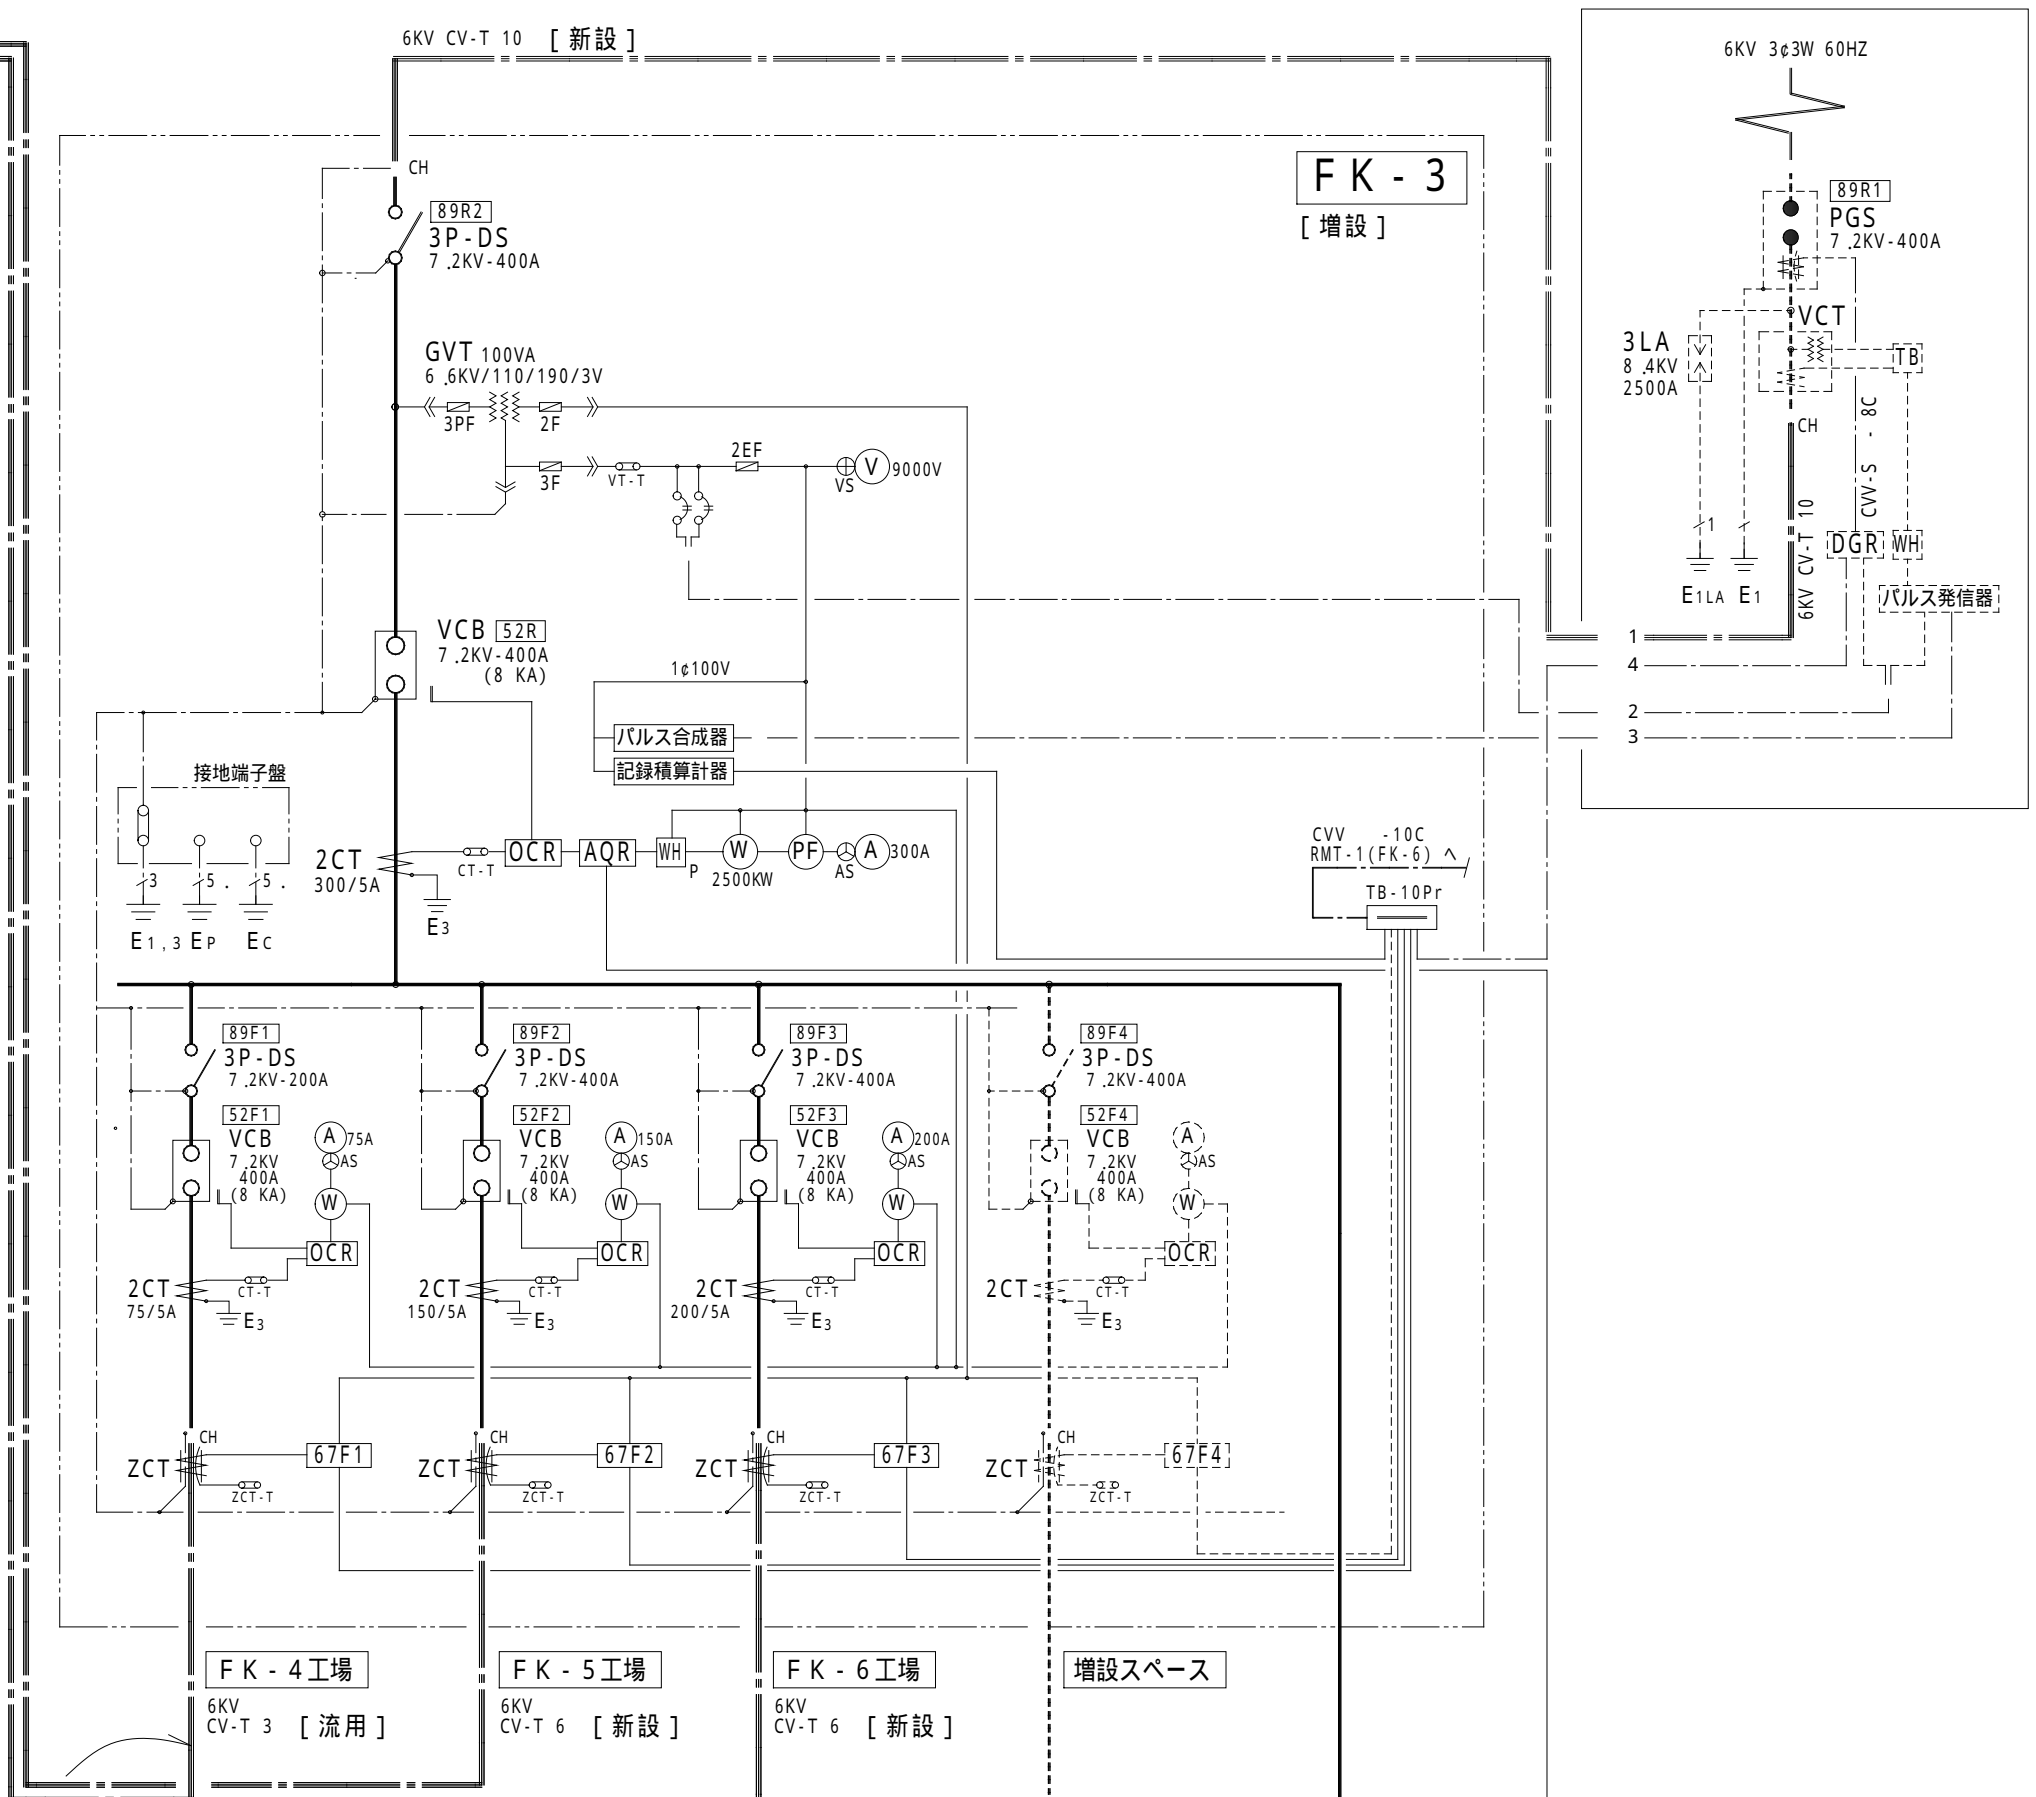 6KV CV-T 10 [ 新設 ]
6KV 3¢3W 60HZ
CH
FK-3
[ 増設 ]
89R2
3P-DS
7.2KV-400A
89R1
PGS
7.2KV-400A
VCT
3LA
8.4KV
2500A
TB
CH
CVV-S - 8C
6KV CV-T 10
1
DGR
WH
E1LA
E1
パルス発信器
GVT 100VA
6.6KV/110/190/3V
3PF
2F
3F
VT-T
2EF
VS
V
9000V
VCB 52R
7.2KV-400A
(8 KA)
1¢100V
1
4
2
3
パルス合成器
記録積算計器
接地端子盤
3
5.
5.
E1,3
EP
EC
2CT
300/5A
CT-T
OCR
AQR
WH
P
W
2500KW
PF
AS
A
300A
E3
CVV -10C
RMT-1(FK-6) へ
TB-10Pr
89F1
3P-DS
7.2KV-200A
52F1
VCB
7.2KV
400A
(8 KA)
A
75A
AS
W
OCR
2CT
75/5A
CT-T
E3
CH
ZCT
67F1
ZCT-T
89F2
3P-DS
7.2KV-400A
52F2
VCB
7.2KV
400A
(8 KA)
A
150A
AS
W
OCR
2CT
150/5A
CT-T
E3
CH
ZCT
67F2
ZCT-T
89F3
3P-DS
7.2KV-400A
52F3
VCB
7.2KV
400A
(8 KA)
A
200A
AS
W
OCR
2CT
200/5A
CT-T
E3
CH
ZCT
67F3
ZCT-T
89F4
3P-DS
7.2KV-400A
52F4
VCB
7.2KV
400A
(8 KA)
A
AS
W
OCR
2CT
CT-T
E3
CH
ZCT
67F4
ZCT-T
FK-4工場
6KV
CV-T 3 [ 流用 ]
FK-5工場
6KV
CV-T 6 [ 新設 ]
FK-6工場
6KV
CV-T 6 [ 新設 ]
増設スペース